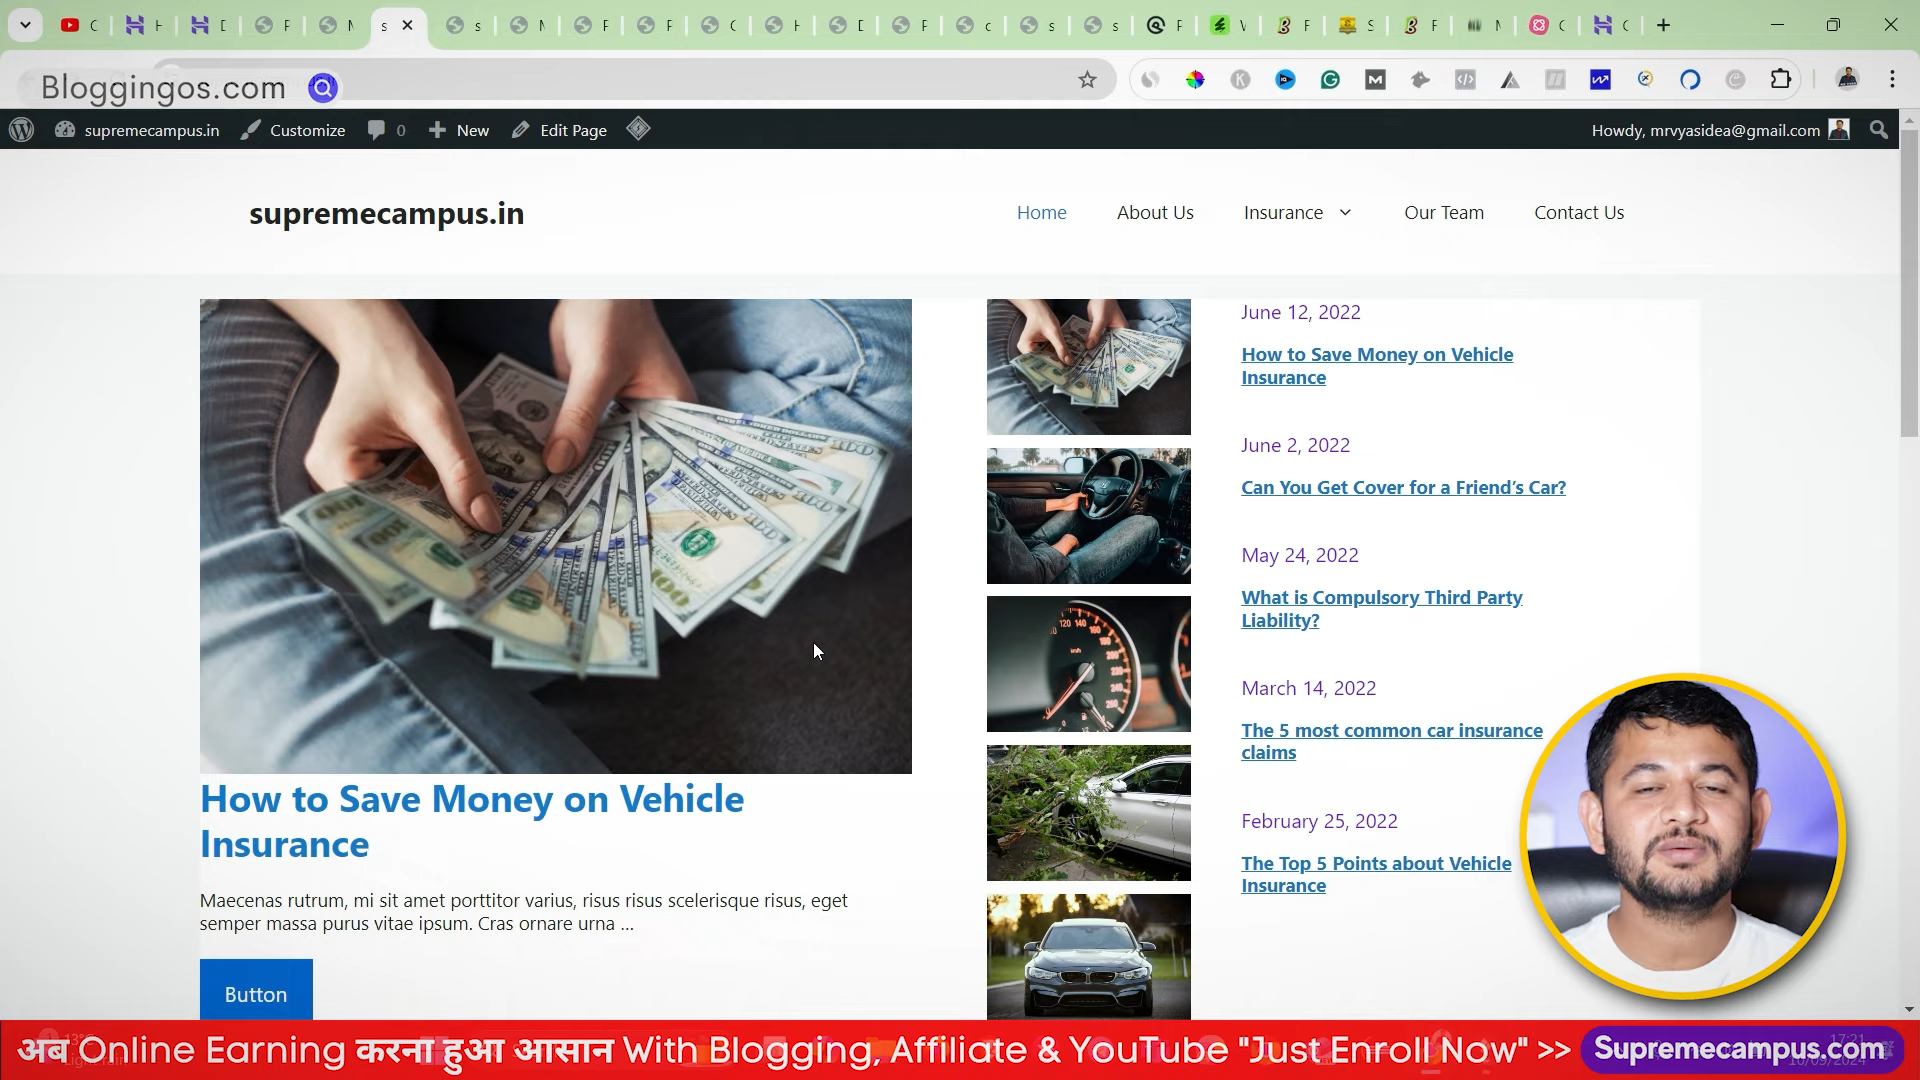 Bloggingos.com
supremecampus.in Customize 0 New Edit Page
Howdy, mrvyasidea@gmail.com
supremecampus.in
Home About Us Insurance Our Team Contact Us
June 12, 2022
How to Save Money on Vehicle
Insurance
June 2, 2022
Can You Get Cover for a Friend’s Car?
May 24, 2022
What is Compulsory Third Party
Liability?
March 14, 2022
The 5 most common car insurance
claims
February 25, 2022
The Top 5 Points about Vehicle
Insurance
How to Save Money on Vehicle
Insurance
Maecenas rutrum, mi sit amet porttitor varius, risus risus scelerisque risus, eget
semper massa purus vitae ipsum. Cras ornare urna ...
Button
अब Online Earning करना हुआ आसान With Blogging, Affiliate & YouTube "Just Enroll Now" >> Supremecampus.com